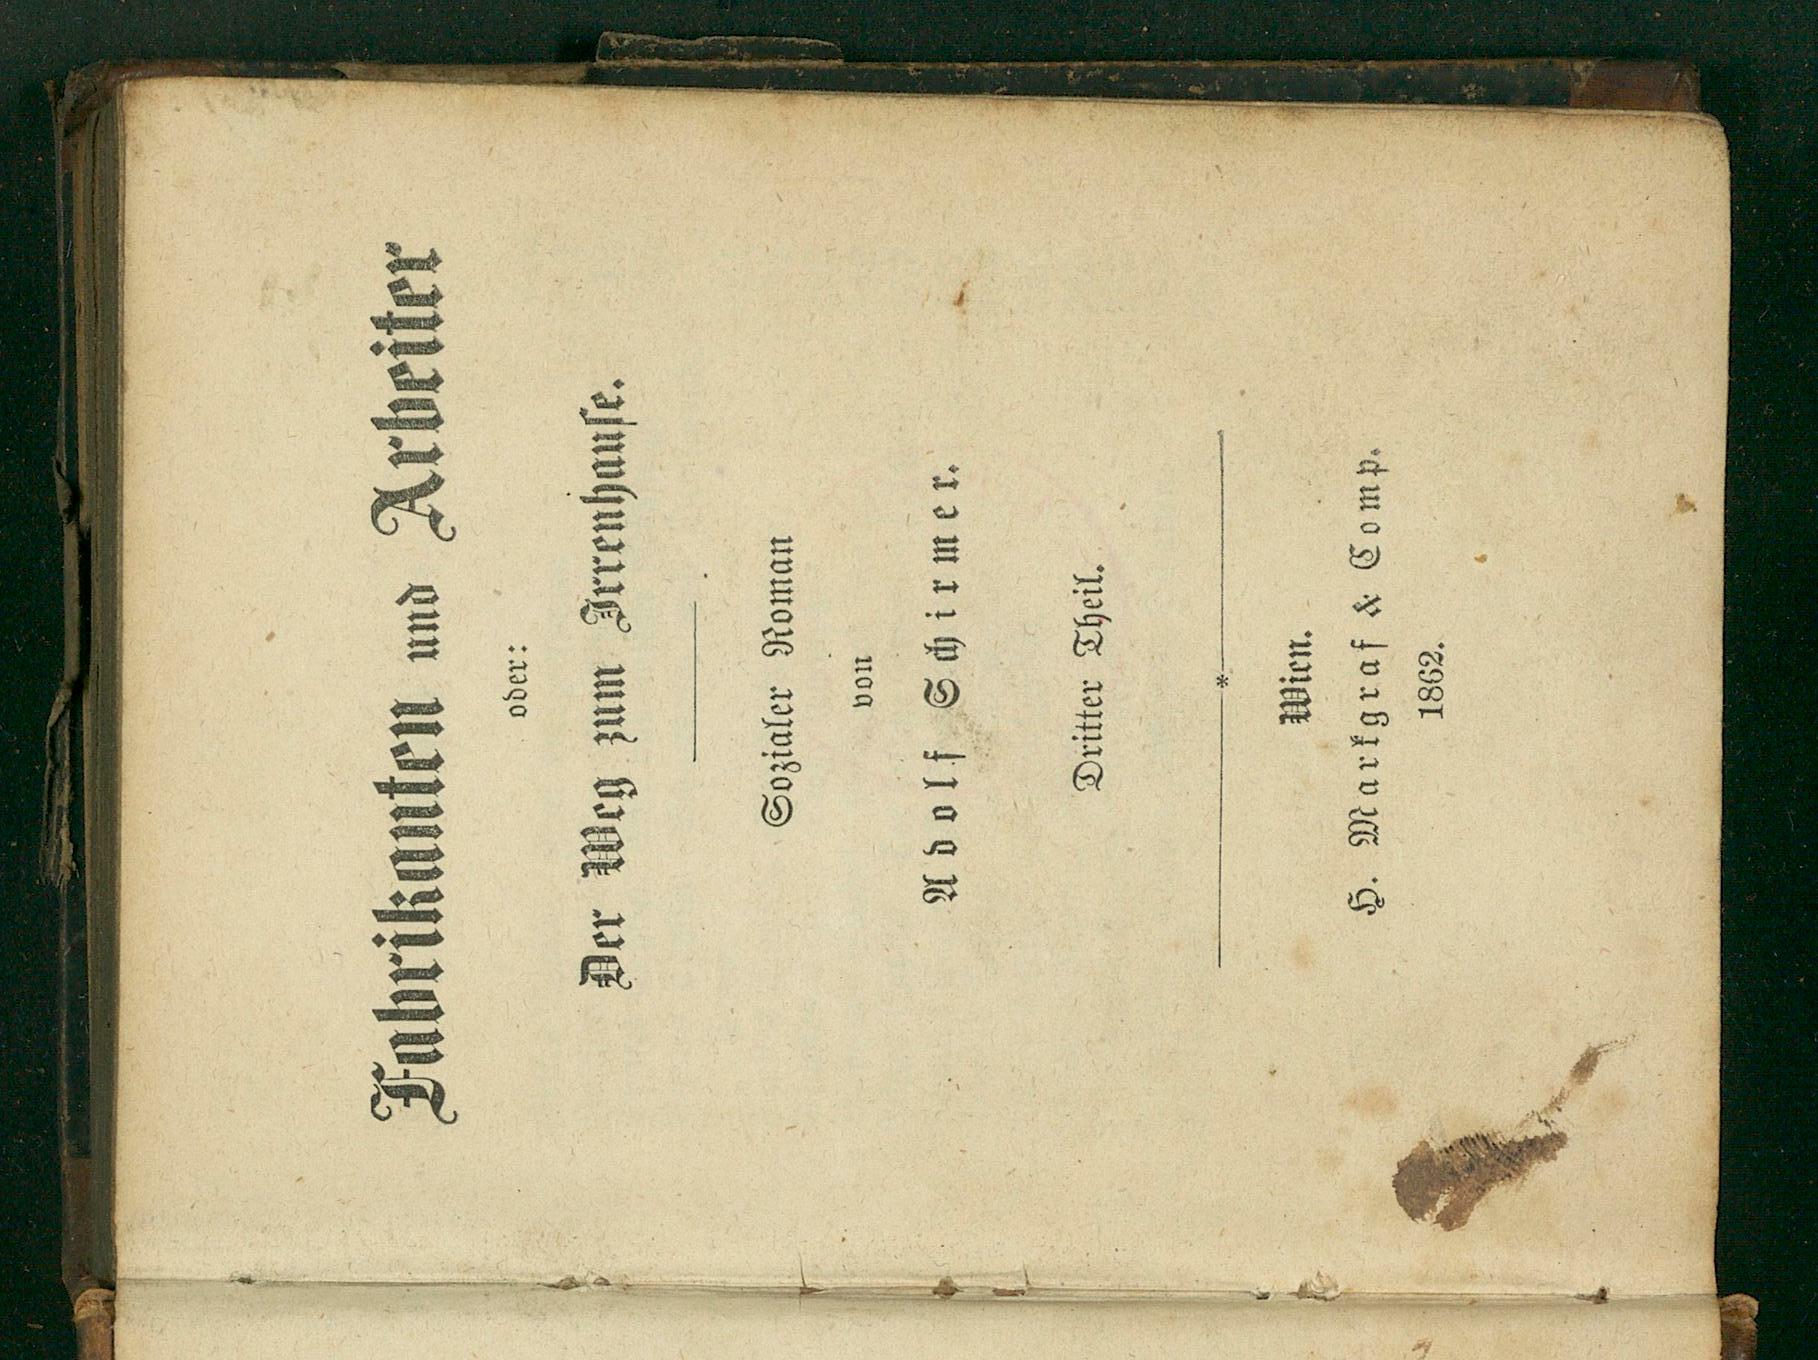 Fabrikanten und Arbeiter
oder:
Der Weg zum Irrenhause.
Sozialer Roman
von
Adolf Schirmer.
Dritter Theil.
*
Wien.
H. Markgraf & Comp.
1862.